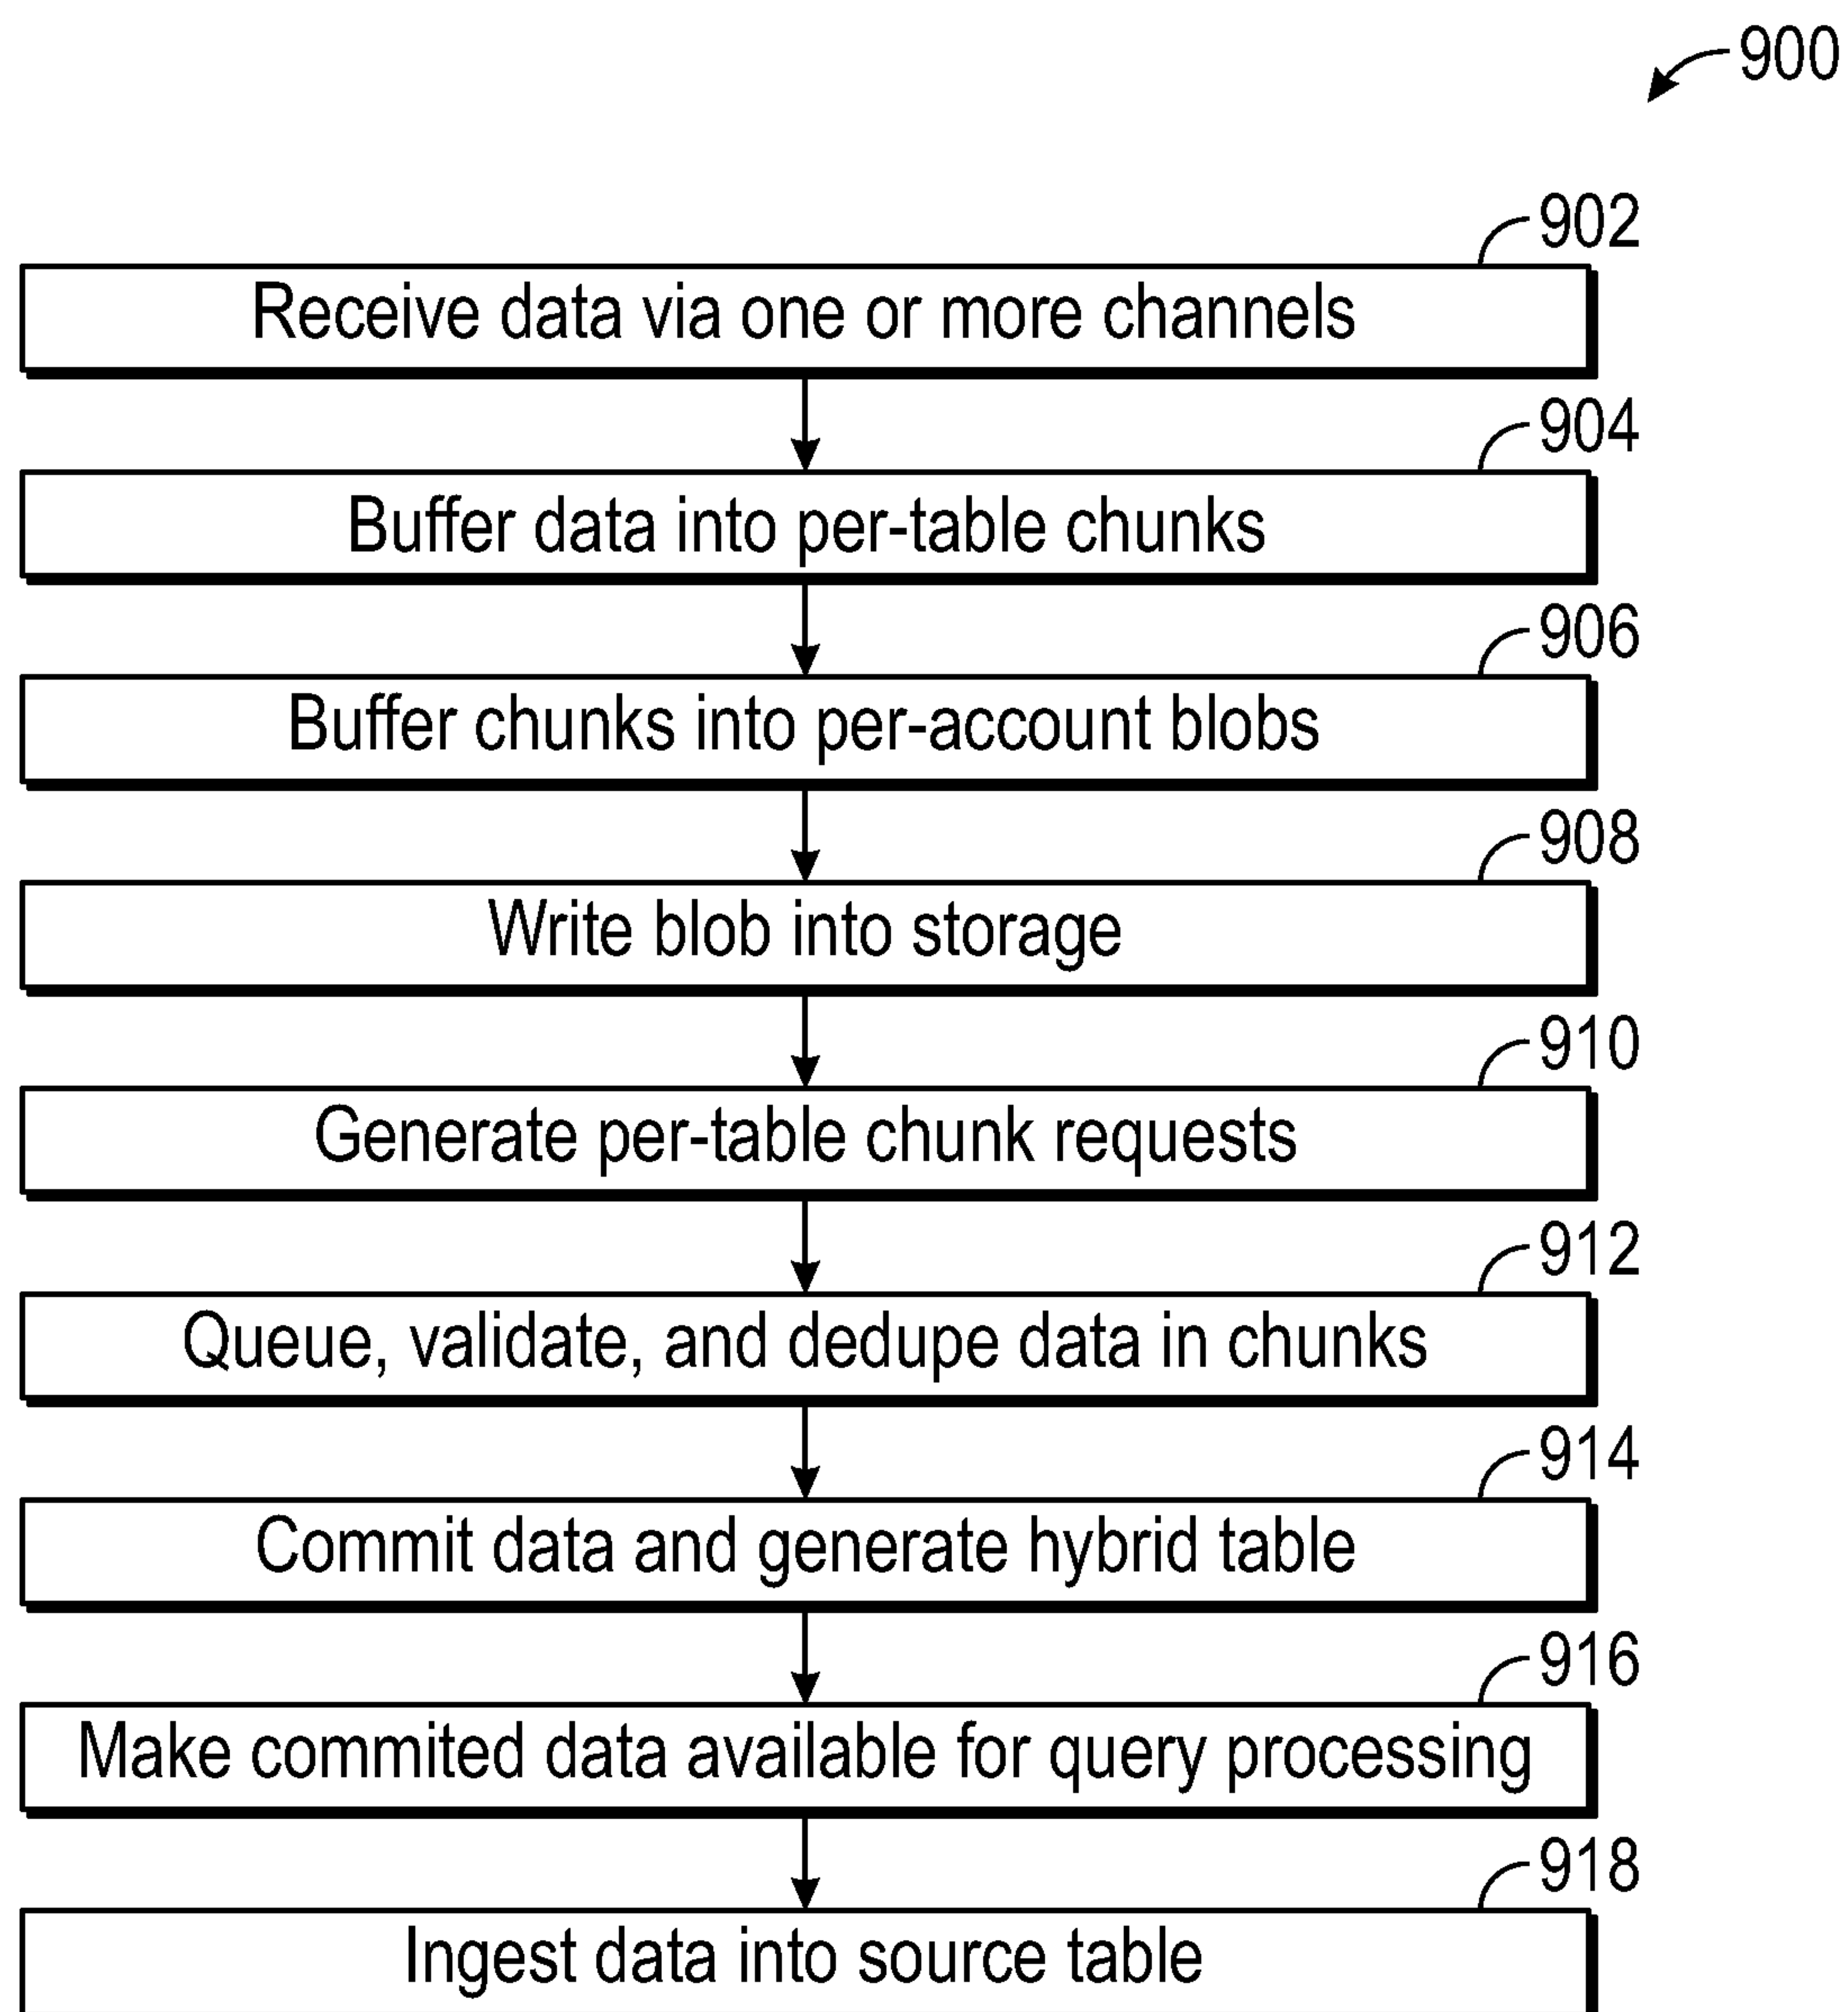 900
902
Receive data via one or more channels
904
Buffer data into per-table chunks
906
Buffer chunks into per-account blobs
908
Write blob into storage
910
Generate per-table chunk requests
912
Queue, validate, and dedupe data in chunks
914
Commit data and generate hybrid table
916
Make commited data available for query processing
918
Ingest data into source table